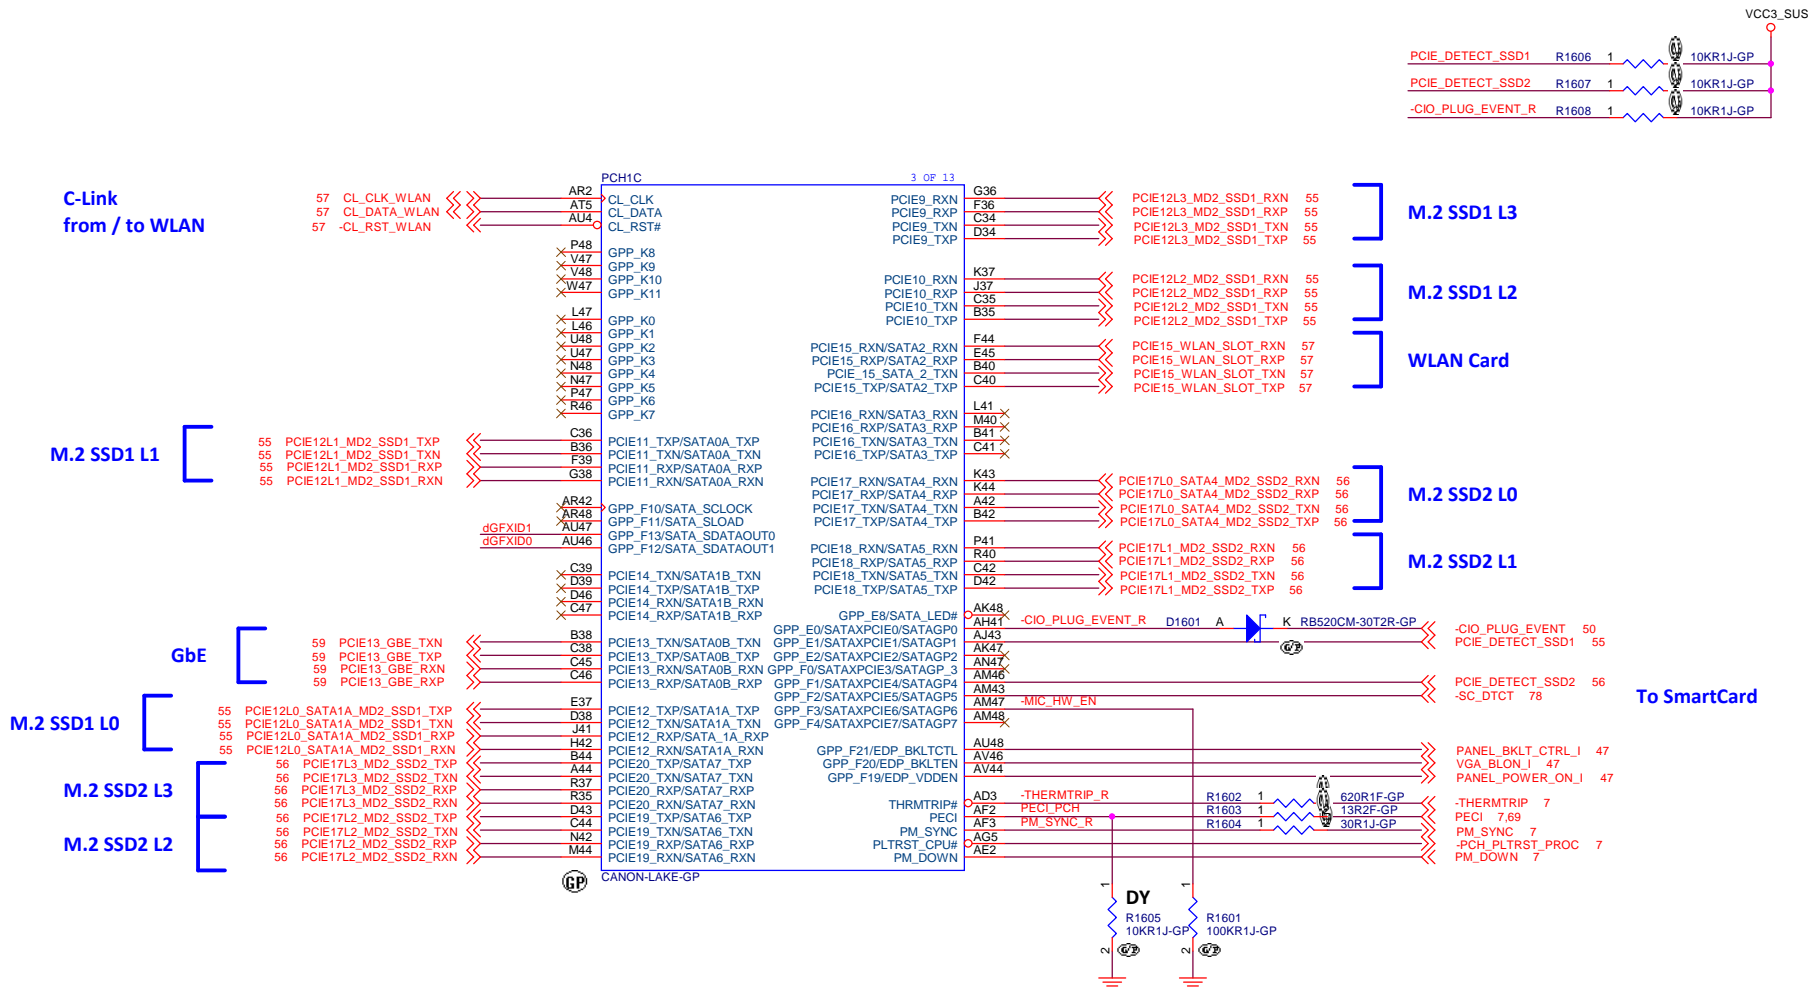 VCC3_SUS
PCIE_DETECT_SSD1 R1606 1 10KR1J-GP
PCIE_DETECT_SSD2 R1607 1 10KR1J-GP
-CIO_PLUG_EVENT_R R1608 1 10KR1J-GP
PCH1C 3 OF 13
C-Link
from / to WLAN
57 CL_CLK_WLAN AR2 CL_CLK
57 CL_DATA_WLAN AT5 CL_DATA
57 -CL_RST_WLAN AU4 CL_RST#
P48 GPP_K8
V47 GPP_K9
V48 GPP_K10
W47 GPP_K11
L47 GPP_K0
L46 GPP_K1
U48 GPP_K2
U47 GPP_K3
N48 GPP_K4
N47 GPP_K5
P47 GPP_K6
R46 GPP_K7
M.2 SSD1 L1
55 PCIE12L1_MD2_SSD1_TXP C36 PCIE11_TXP/SATA0A_TXP
55 PCIE12L1_MD2_SSD1_TXN B36 PCIE11_TXN/SATA0A_TXN
55 PCIE12L1_MD2_SSD1_RXP F39 PCIE11_RXP/SATA0A_RXP
55 PCIE12L1_MD2_SSD1_RXN G38 PCIE11_RXN/SATA0A_RXN
AR42 GPP_F10/SATA_SCLOCK
AR48 GPP_F11/SATA_SLOAD
dGFXID1 AU47 GPP_F13/SATA_SDATAOUT0
dGFXID0 AU46 GPP_F12/SATA_SDATAOUT1
C39 PCIE14_TXN/SATA1B_TXN
D39 PCIE14_TXP/SATA1B_TXP
D46 PCIE14_RXN/SATA1B_RXN
C47 PCIE14_RXP/SATA1B_RXP
GbE
59 PCIE13_GBE_TXN B38 PCIE13_TXN/SATA0B_TXN
59 PCIE13_GBE_TXP C38 PCIE13_TXP/SATA0B_TXP
59 PCIE13_GBE_RXN C45 PCIE13_RXN/SATA0B_RXN
59 PCIE13_GBE_RXP C46 PCIE13_RXP/SATA0B_RXP
M.2 SSD1 L0
55 PCIE12L0_SATA1A_MD2_SSD1_TXP E37 PCIE12_TXP/SATA1A_TXP
55 PCIE12L0_SATA1A_MD2_SSD1_TXN D38 PCIE12_TXN/SATA1A_TXN
55 PCIE12L0_SATA1A_MD2_SSD1_RXP J41 PCIE12_RXP/SATA_1A_RXP
55 PCIE12L0_SATA1A_MD2_SSD1_RXN H42 PCIE12_RXN/SATA1A_RXN
M.2 SSD2 L3
56 PCIE17L3_MD2_SSD2_TXP B44 PCIE20_TXP/SATA7_TXP
56 PCIE17L3_MD2_SSD2_TXN A44 PCIE20_TXN/SATA7_TXN
56 PCIE17L3_MD2_SSD2_RXP R37 PCIE20_RXP/SATA7_RXP
56 PCIE17L3_MD2_SSD2_RXN R35 PCIE20_RXN/SATA7_RXN
M.2 SSD2 L2
56 PCIE17L2_MD2_SSD2_TXP D43 PCIE19_TXP/SATA6_TXP
56 PCIE17L2_MD2_SSD2_TXN C44 PCIE19_TXN/SATA6_TXN
56 PCIE17L2_MD2_SSD2_RXP N42 PCIE19_RXP/SATA6_RXP
56 PCIE17L2_MD2_SSD2_RXN M44 PCIE19_RXN/SATA6_RXN
GP CANON-LAKE-GP
PCIE9_RXN G36 PCIE12L3_MD2_SSD1_RXN 55
PCIE9_RXP F36 PCIE12L3_MD2_SSD1_RXP 55
PCIE9_TXN C34 PCIE12L3_MD2_SSD1_TXN 55
PCIE9_TXP D34 PCIE12L3_MD2_SSD1_TXP 55
M.2 SSD1 L3
PCIE10_RXN K37 PCIE12L2_MD2_SSD1_RXN 55
PCIE10_RXP J37 PCIE12L2_MD2_SSD1_RXP 55
PCIE10_TXN C35 PCIE12L2_MD2_SSD1_TXN 55
PCIE10_TXP B35 PCIE12L2_MD2_SSD1_TXP 55
M.2 SSD1 L2
PCIE15_RXN/SATA2_RXN F44 PCIE15_WLAN_SLOT_RXN 57
PCIE15_RXP/SATA2_RXP E45 PCIE15_WLAN_SLOT_RXP 57
PCIE_15_SATA_2_TXN B40 PCIE15_WLAN_SLOT_TXN 57
PCIE15_TXP/SATA2_TXP C40 PCIE15_WLAN_SLOT_TXP 57
WLAN Card
PCIE16_RXN/SATA3_RXN L41
PCIE16_RXP/SATA3_RXP M40
PCIE16_TXN/SATA3_TXN B41
PCIE16_TXP/SATA3_TXP C41
PCIE17_RXN/SATA4_RXN K43 PCIE17L0_SATA4_MD2_SSD2_RXN 56
PCIE17_RXP/SATA4_RXP K44 PCIE17L0_SATA4_MD2_SSD2_RXP 56
PCIE17_TXN/SATA4_TXN A42 PCIE17L0_SATA4_MD2_SSD2_TXN 56
PCIE17_TXP/SATA4_TXP B42 PCIE17L0_SATA4_MD2_SSD2_TXP 56
M.2 SSD2 L0
PCIE18_RXN/SATA5_RXN P41 PCIE17L1_MD2_SSD2_RXN 56
PCIE18_RXP/SATA5_RXP R40 PCIE17L1_MD2_SSD2_RXP 56
PCIE18_TXN/SATA5_TXN C42 PCIE17L1_MD2_SSD2_TXN 56
PCIE18_TXP/SATA5_TXP D42 PCIE17L1_MD2_SSD2_TXP 56
M.2 SSD2 L1
GPP_E8/SATA_LED# AK48
GPP_E0/SATAXPCIE0/SATAGP0 AH41 -CIO_PLUG_EVENT_R D1601 A K RB520CM-30T2R-GP -CIO_PLUG_EVENT 50
GPP_E1/SATAXPCIE1/SATAGP1 AJ43 PCIE_DETECT_SSD1 55
GPP_E2/SATAXPCIE2/SATAGP2 AK47
GPP_F0/SATAXPCIE3/SATAGP_3 AN47
GPP_F1/SATAXPCIE4/SATAGP4 AM46 PCIE_DETECT_SSD2 56
GPP_F2/SATAXPCIE5/SATAGP5 AM43 -SC_DTCT 78 To SmartCard
GPP_F3/SATAXPCIE6/SATAGP6 AM47 -MIC_HW_EN
GPP_F4/SATAXPCIE7/SATAGP7 AM48
GPP_F21/EDP_BKLTCTL AU48 PANEL_BKLT_CTRL_I 47
GPP_F20/EDP_BKLTEN AV46 VGA_BLON_I 47
GPP_F19/EDP_VDDEN AV44 PANEL_POWER_ON_I 47
THRMTRIP# AD3 -THERMTRIP_R R1602 1 620R1F-GP -THERMTRIP 7
PECI AF2 PECI_PCH R1603 1 13R2F-GP PECI 7,69
PM_SYNC AF3 PM_SYNC_R R1604 1 30R1J-GP PM_SYNC 7
PLTRST_CPU# AG5 -PCH_PLTRST_PROC 7
PM_DOWN AE2 PM_DOWN 7
1 DY R1605 10KR1J-GP 2
1 R1601 100KR1J-GP 2